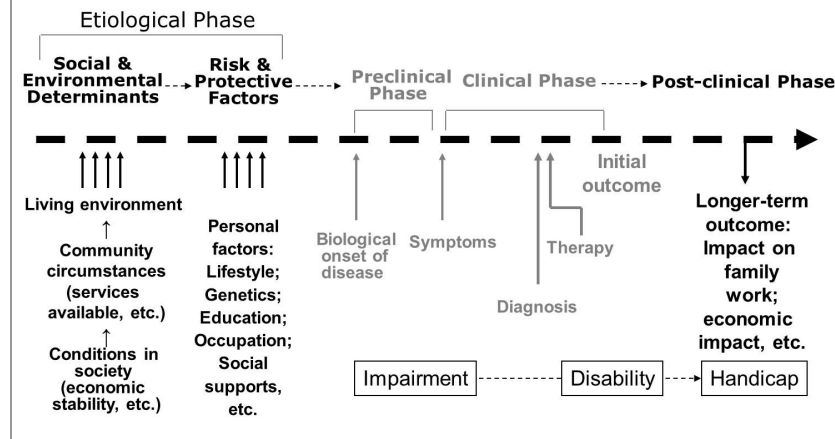 Etiological Phase
Social &
Environmental
Determinants
Risk &
Protective
Factors
Preclinical
Phase
Clinical Phase
Post-clinical Phase
Living environment
Community
circumstances
(services
available, etc.)
Conditions in
society
(economic
stability, etc.)
Personal
factors:
Lifestyle;
Genetics;
Education;
Occupation;
Social
supports,
etc.
Biological
onset of
disease
Symptoms
Diagnosis
Therapy
Initial
outcome
Longer-term
outcome:
Impact on
family
work;
economic
impact, etc.
Impairment
Disability
Handicap